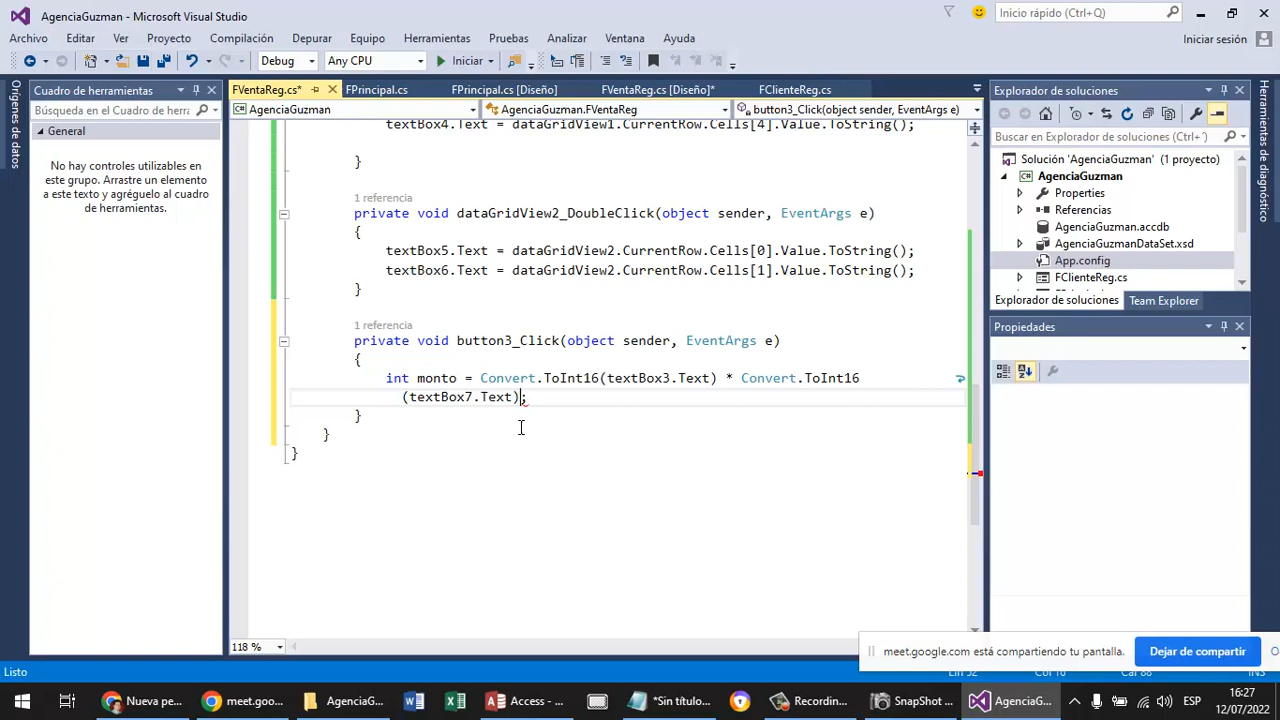 AgenciaGuzman - Microsoft Visual Studio
Inicio rápido (Ctrl+Q)
Archivo Editar Ver Proyecto Compilación Depurar Equipo Herramientas Pruebas Analizar Ventana Ayuda
Iniciar sesión
Debug Any CPU Iniciar
Orígenes de datos
Cuadro de herramientas
Búsqueda en el Cuadro de herra
General
No hay controles utilizables en
este grupo. Arrastre un elemento
a este texto y agréguelo al cuadro
de herramientas.
FVentaReg.cs* FPrincipal.cs FPrincipal.cs [Diseño] FVentaReg.cs [Diseño]* FClienteReg.cs
AgenciaGuzman AgenciaGuzman.FVentaReg button3_Click(object sender, EventArgs e)
textBox4.Text = dataGridView1.CurrentRow.Cells[4].Value.ToString();
}
1 referencia
private void dataGridView2_DoubleClick(object sender, EventArgs e)
{
textBox5.Text = dataGridView2.CurrentRow.Cells[0].Value.ToString();
textBox6.Text = dataGridView2.CurrentRow.Cells[1].Value.ToString();
}
1 referencia
private void button3_Click(object sender, EventArgs e)
{
int monto = Convert.ToInt16(textBox3.Text) * Convert.ToInt16
(textBox7.Text);
}
}
}
118 %
Explorador de soluciones
Buscar en Explorador de soluciones (Ctrl+´)
Solución 'AgenciaGuzman' (1 proyecto)
AgenciaGuzman
Properties
Referencias
AgenciaGuzman.accdb
AgenciaGuzmanDataSet.xsd
App.config
FClienteReg.cs
Explorador de soluciones Team Explorer
Propiedades
Herramientas de diagnóstico
meet.google.com está compartiendo tu pantalla. Dejar de compartir
Listo
Nueva pe... meet.goo... AgenciaG... Access - ... *Sin título... Recordin... SnapShot ... AgenciaG...
ESP
16:27
12/07/2022